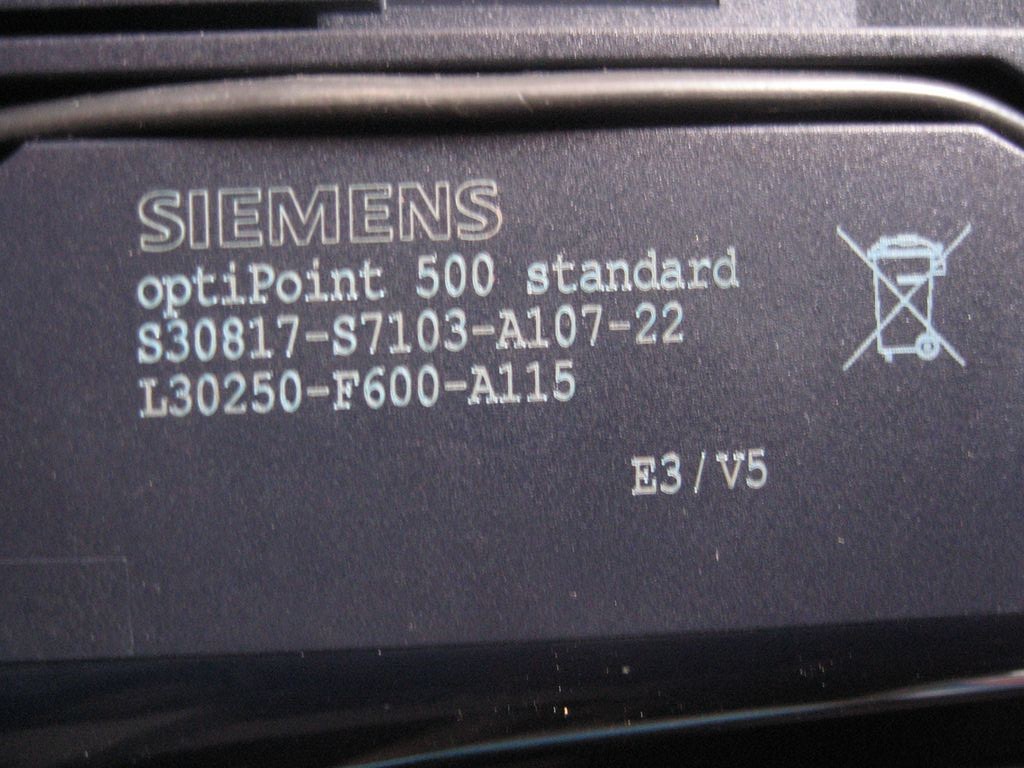 SIEMENS
optiPoint 500 standard
S30817-S7103-A107-22
L30250-F600-A115
E3/V5